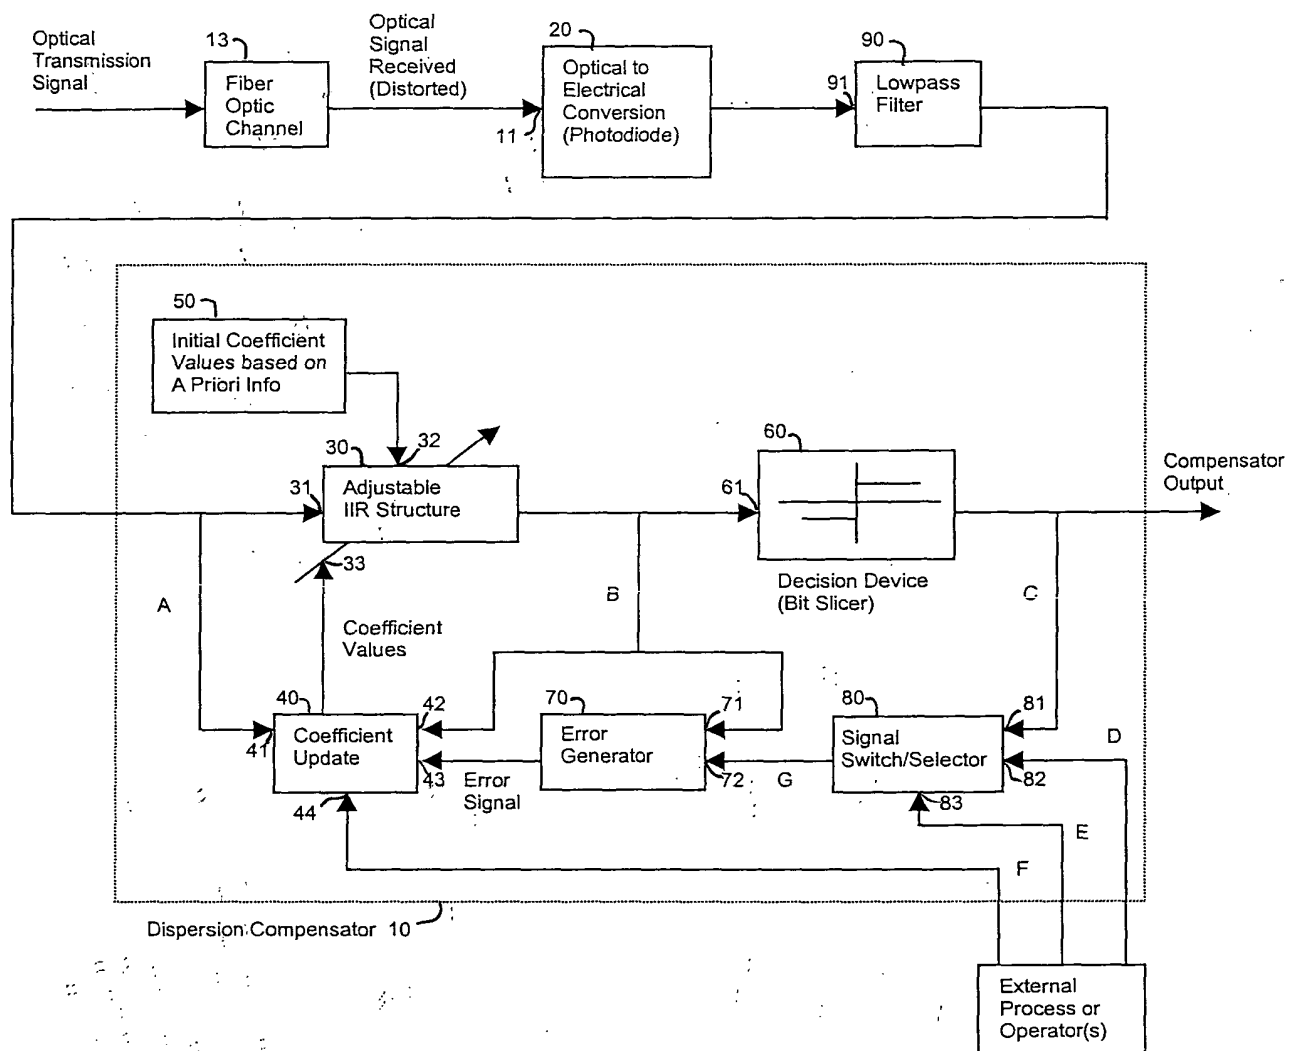 Optical
Transmission
Signal
13
Fiber
Optic
Channel
Optical
Signal
Received
(Distorted)
11
20
Optical to
Electrical
Conversion
(Photodiode)
91
90
Lowpass
Filter
50
Initial Coefficient
Values based on
A Priori Info
30
32
31
Adjustable
IIR Structure
33
61
60
Decision Device
(Bit Slicer)
Compensator
Output
A
B
C
Coefficient
Values
40
42
41
Coefficient
Update
43
44
Error
Signal
70
71
Error
Generator
72
G
80
81
Signal
Switch/Selector
82
83
D
E
F
Dispersion Compensator 10
External
Process or
Operator(s)